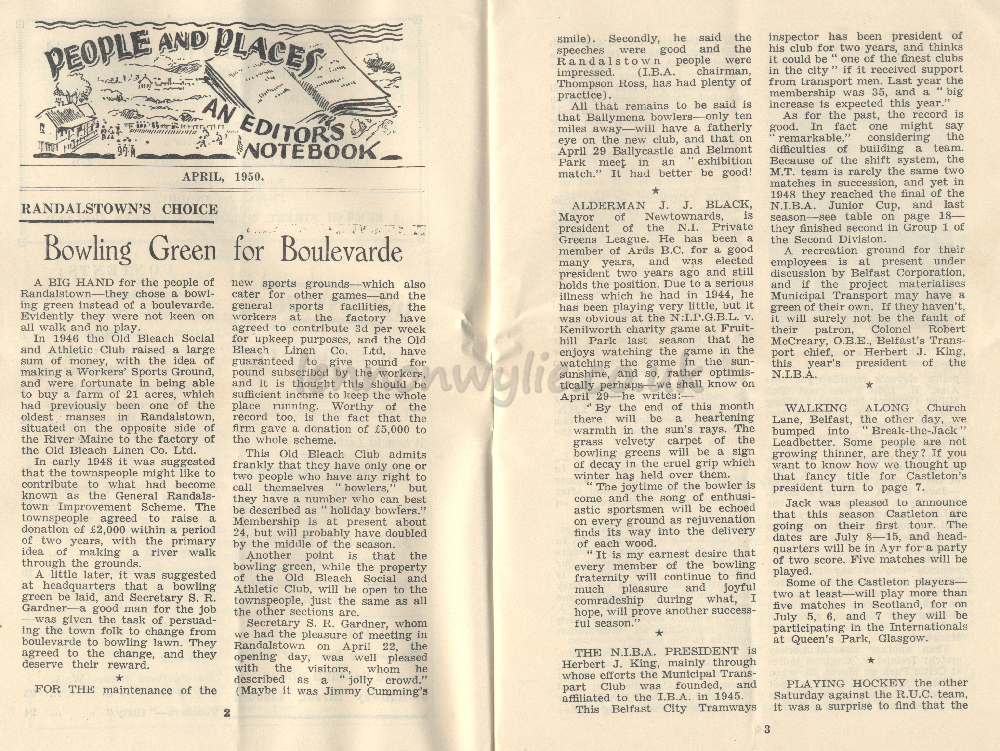 PEOPLE AND PLACES
AN EDITOR'S
NOTEBOOK
APRIL, 1950.
RANDALSTOWN'S CHOICE
Bowling Green for Boulevarde
A BIG HAND for the people of
Randalstown—they chose a bowl-
ing green instead of a boulevarde.
Evidently they were not keen on
all walk and no play.
In 1946 the Old Bleach Social
and Athletic Club raised a large
sum of money, with the idea of
making a Workers' Sports Ground,
and were fortunate in being able
to buy a farm of 21 acres, which
had previously been one of the
oldest manses in Randalstown,
situated on the opposite side of
the River Maine to the factory of
the Old Bleach Linen Co. Ltd.
In early 1948 it was suggested
that the townspeople might like to
contribute to what had become
known as the General Randals-
town Improvement Scheme. The
townspeople agreed to raise a
donation of £2,000 within a period
of two years, with the primary
idea of making a river walk
through the grounds.
A little later, it was suggested
at headquarters that a bowling
green be laid, and Secretary S. R.
Gardner—a good man for the job
—was given the task of persuad-
ing the town folk to change from
boulevarde to bowling lawn. They
agreed to the change, and they
deserve their reward.
★
FOR THE maintenance of the
new sports grounds—which also
cater for other games—and the
general sports facilities, the
workers at the factory have
agreed to contribute 3d per week
for upkeep purposes, and the Old
Bleach Linen Co. Ltd. have
guaranteed to give pound for
pound subscribed by the workers,
and it is thought this should be
sufficient income to keep the whole
place running. Worthy of the
record too, is the fact that the
firm gave a donation of £5,000 to
the whole scheme.
This Old Bleach Club admits
frankly that they have only one or
two people who have any right to
call themselves "bowlers," but
they have a number who can best
be described as "holiday bowlers."
Membership is at present about
24, but will probably have doubled
by the middle of the season.
Another point is that the
bowling green, while the property
of the Old Bleach Social and
Athletic Club, will be open to the
townspeople, just the same as all
the other sections are.
Secretary S. R. Gardner, whom
we had the pleasure of meeting in
Randalstown on April 22, the
opening day, was well pleased
with the visitors, whom he
described as a "jolly crowd."
(Maybe it was Jimmy Cumming's
2
smile). Secondly, he said the
speeches were good and the
Randalstown people were
impressed. (I.B.A. chairman,
Thompson Ross, has had plenty of
practice).
All that remains to be said is
that Ballymena bowlers—only ten
miles away—will have a fatherly
eye on the new club, and that on
April 29 Ballycastle and Belmont
Park meet in an "exhibition
match." It had better be good!
★
ALDERMAN J. J. BLACK,
Mayor of Newtownards, is
president of the N.I. Private
Greens League. He has been a
member of Ards B.C. for a good
many years, and was elected
president two years ago and still
holds the position. Due to a serious
illness which he had in 1944, he
has been playing very little, but it
was obvious at the N.I.P.G.B.L. v.
Kenilworth charity game at Fruit-
hill Park last season that he
enjoys watching the game in the
watching the game in the sun-
sunshine, and so, rather optimis-
tically perhaps—we shall know on
April 29—he writes:—
"By the end of this month
there will be a heartening
warmth in the sun's rays. The
grass velvety carpet of the
bowling greens will be a sign
of decay in the cruel grip which
winter has held over them.
"The joytime of the bowler is
come and the song of enthusi-
astic sportsmen will be echoed
on every ground as rejuvenation
finds its way into the delivery
of each wood.
"It is my earnest desire that
every member of the bowling
fraternity will continue to find
much pleasure and joyful
comradeship during what, I
hope, will prove another success-
ful season."
★
THE N.I.B.A. PRESIDENT is
Herbert J. King, mainly through
whose efforts the Municipal Trans-
part Club was founded, and
affiliated to the I.B.A. in 1945.
This Belfast City Tramways
inspector has been president of
his club for two years, and thinks
it could be "one of the finest clubs
in the city" if it received support
from transport men. Last year the
membership was 35, and a "big
increase is expected this year."
As for the past, the record is
good. In fact one might say
"remarkable," considering the
difficulties of building a team.
Because of the shift system, the
M.T. team is rarely the same two
matches in succession, and yet in
1948 they reached the final of the
N.I.B.A. Junior Cup, and last
season—see table on page 18—
they finished second in Group 1 of
the Second Division.
A recreation ground for their
employees is at present under
discussion by Belfast Corporation,
and if the project materialises
Municipal Transport may have a
green of their own. If they haven't,
it will surely not be the fault of
their patron, Colonel Robert
McCreary, O.B.E., Belfast's Trans-
port chief, or Herbert J. King,
this year's president of the
N.I.B.A.
★
WALKING ALONG Church
Lane, Belfast, the other day, we
bumped into "Break-the-Jack"
Leadbetter. Some people are not
growing thinner, are they? If you
want to know how we thought up
that fancy title for Castleton's
president turn to page 7.
Jack was pleased to announce
that this season Castleton are
going on their first tour. The
dates are July 8—15, and head-
quarters will be in Ayr for a party
of two score. Five matches will be
played.
Some of the Castleton players—
two at least—will play more than
five matches in Scotland, for on
July 5, 6, and 7 they will be
participating in the Internationals
at Queen's Park, Glasgow.
★
PLAYING HOCKEY the other
Saturday against the R.U.C. team,
it was a surprise to find that the
3